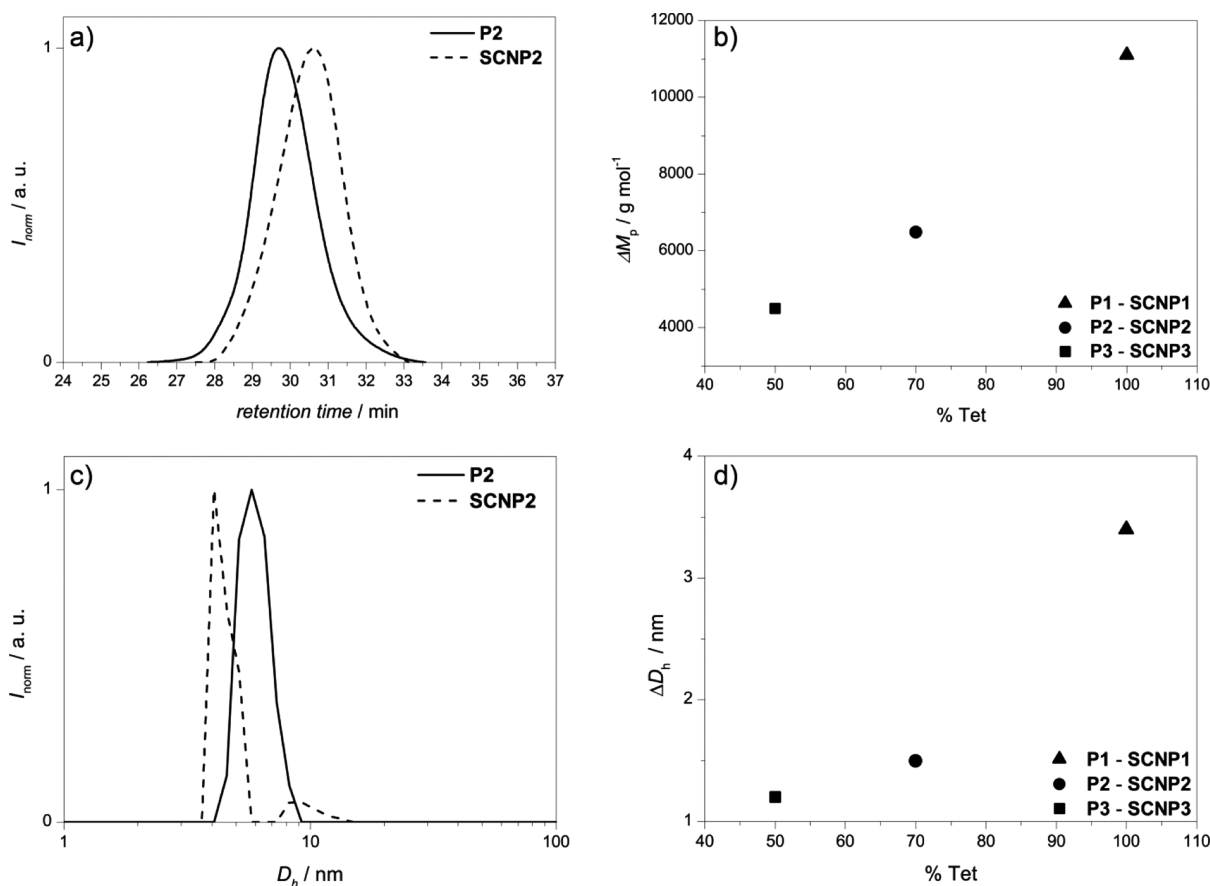 a)
P2
SCNP2
1
0
I_norm / a. u.
24 25 26 27 28 29 30 31 32 33 34 35 36 37
retention time / min
b)
12000
10000
8000
6000
4000
ΔM_p / g mol⁻¹
P1 - SCNP1
P2 - SCNP2
P3 - SCNP3
40 50 60 70 80 90 100 110
% Tet
c)
P2
SCNP2
1
0
I_norm / a. u.
1 10 100
D_h / nm
d)
4
3
2
1
ΔD_h / nm
P1 - SCNP1
P2 - SCNP2
P3 - SCNP3
40 50 60 70 80 90 100 110
% Tet